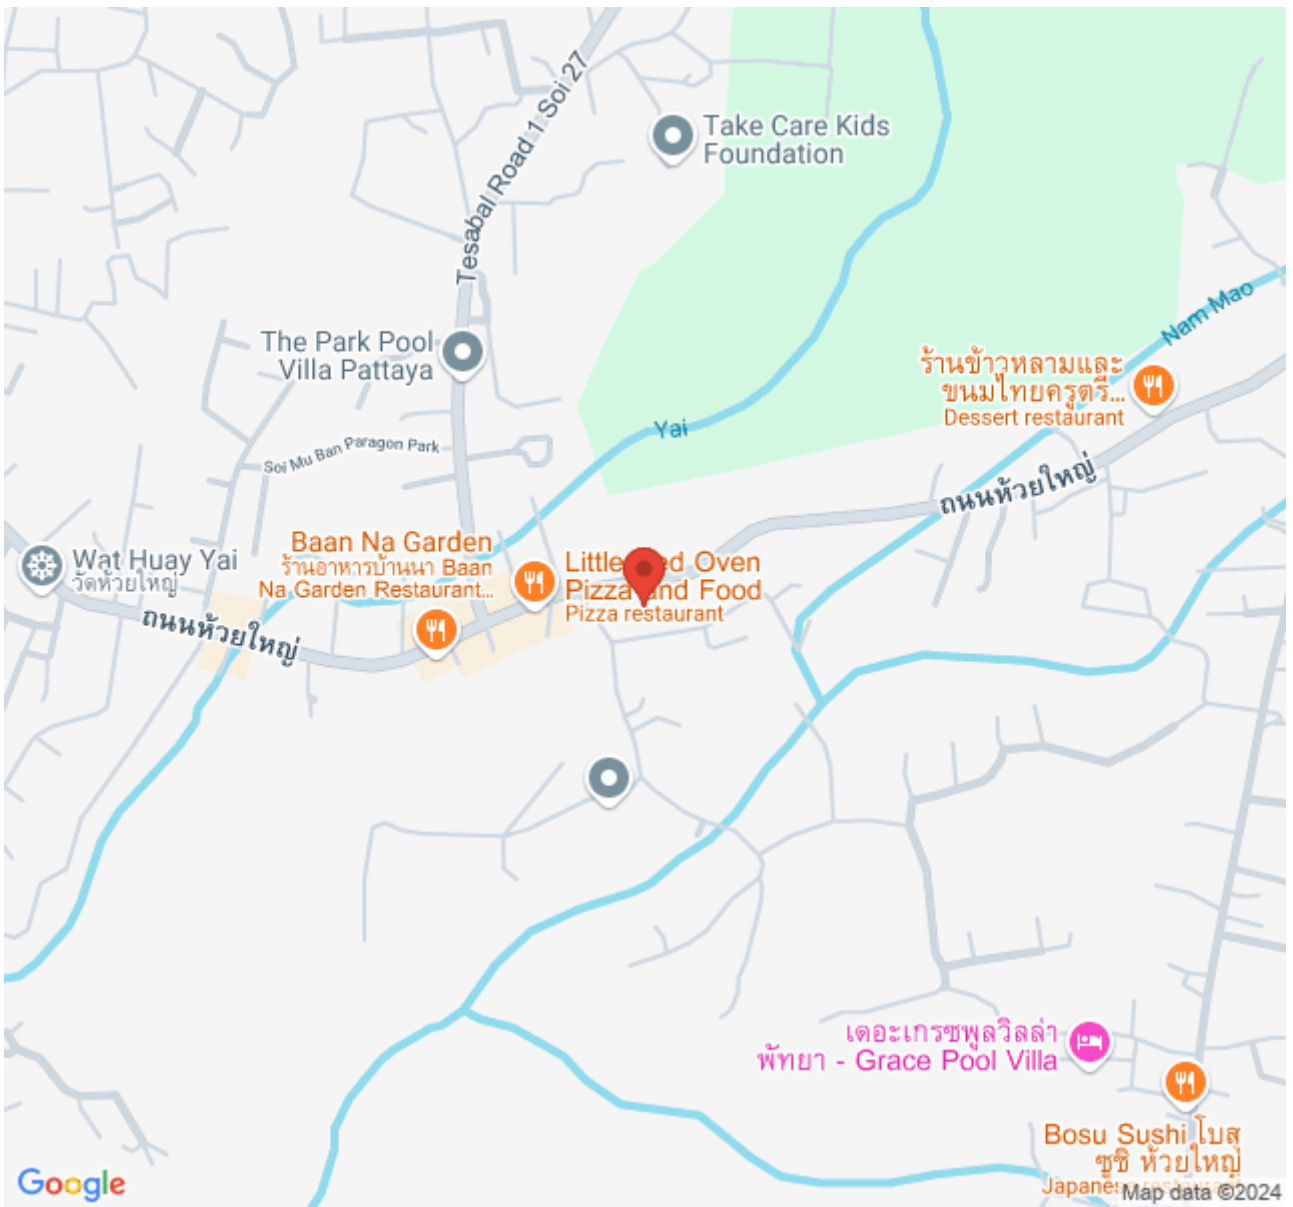 Tesabal Road 1 Soi 27
Take Care Kids
Foundation
Nam Mao
The Park Pool
Villa Pattaya
ร้านข้าวหลามและ
ขนมไทยครูตรี...
Dessert restaurant
Yai
Soi Mu Ban Paragon Park
ถนนห้วยใหญ่
Baan Na Garden
ร้านอาหารบ้านนา Baan
Na Garden Restaurant...
Wat Huay Yai
วัดห้วยใหญ่
Little Oven
Pizza and Food
Pizza restaurant
ถนนห้วยใหญ่
เดอะเกรซพูลวิลล่า
พัทยา - Grace Pool Villa
Bosu Sushi โบสุ
ซูชิ ห้วยใหญ่
Google
Map data ©2024